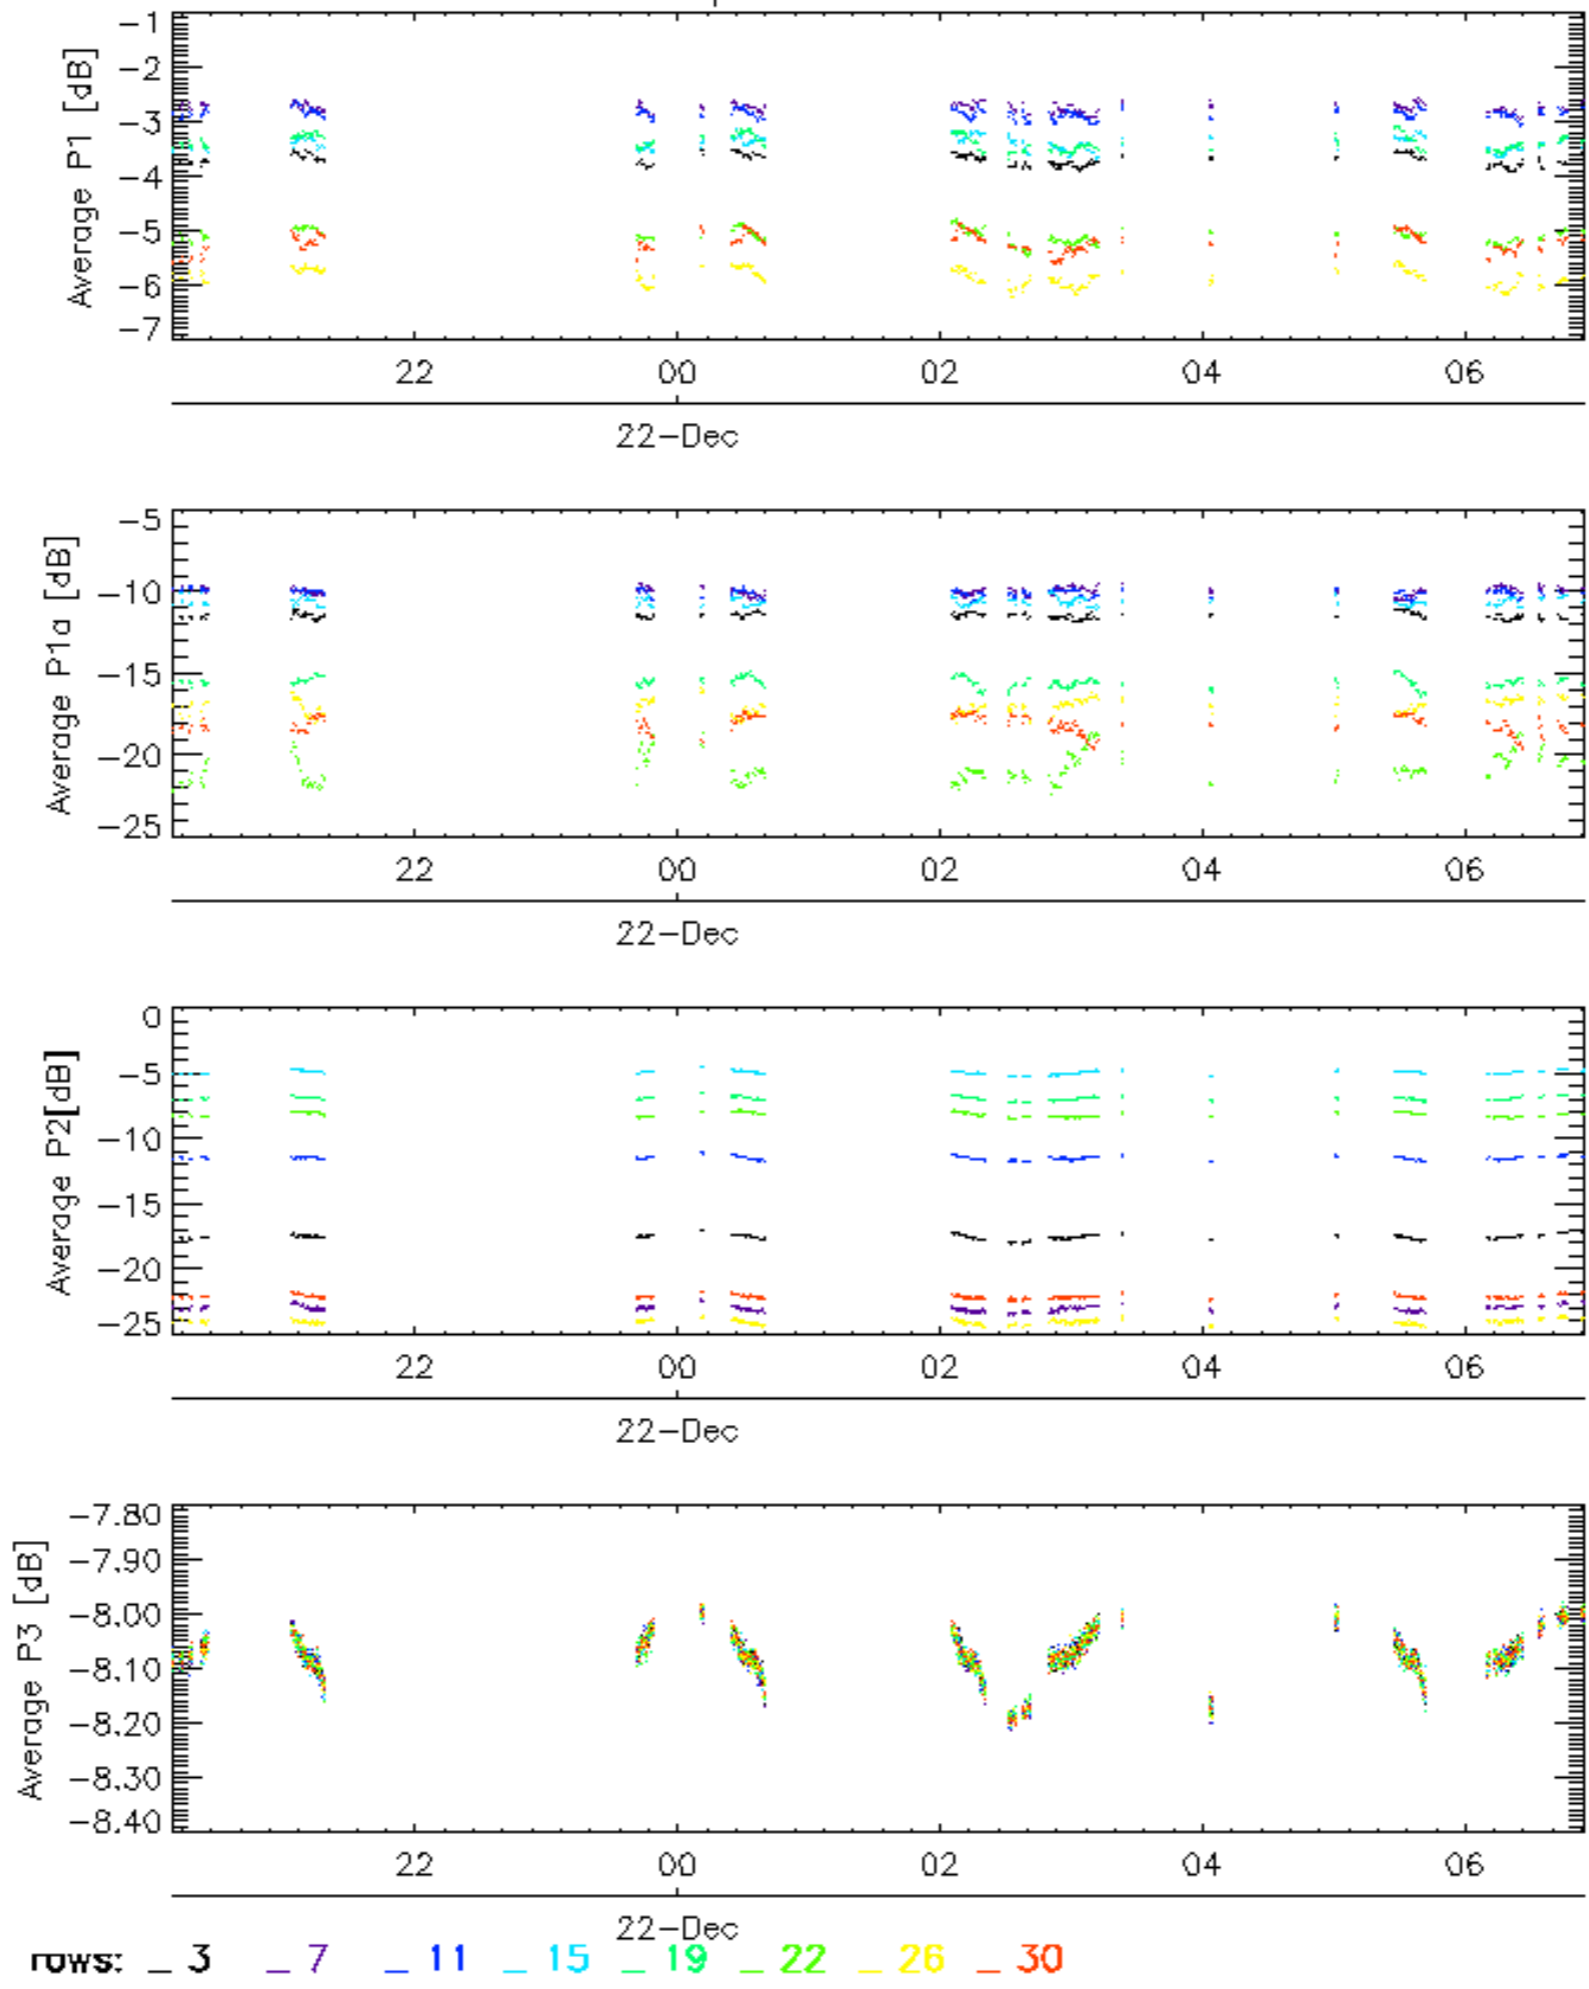 Average P1 [dB]
−1
−2
−3
−4
−5
−6
−7
22 00 02 04 06
22−Dec
Average P1a [dB]
−5
−10
−15
−20
−25
22 00 02 04 06
22−Dec
Average P2[dB]
0
−5
−10
−15
−20
−25
22 00 02 04 06
22−Dec
Average P3 [dB]
−7.80
−7.90
−8.00
−8.10
−8.20
−8.30
−8.40
22 00 02 04 06
22−Dec
rows: _ 3 _ 7 _ 11 _ 15 _ 19 _ 22 _ 26 _ 30